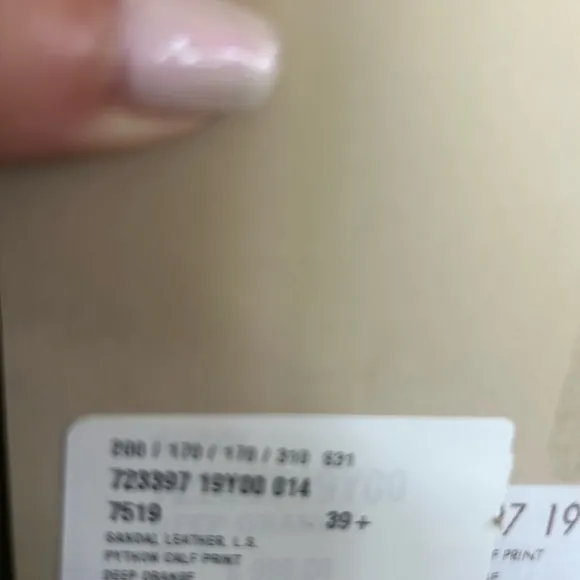 200 / 170 / 170 / 310 631
723397 19Y00 014
7519 39+
SANDAL LEATHER, L.S.
PYTHON CALF PRINT
DEEP ORANGE
97 19
F PRINT